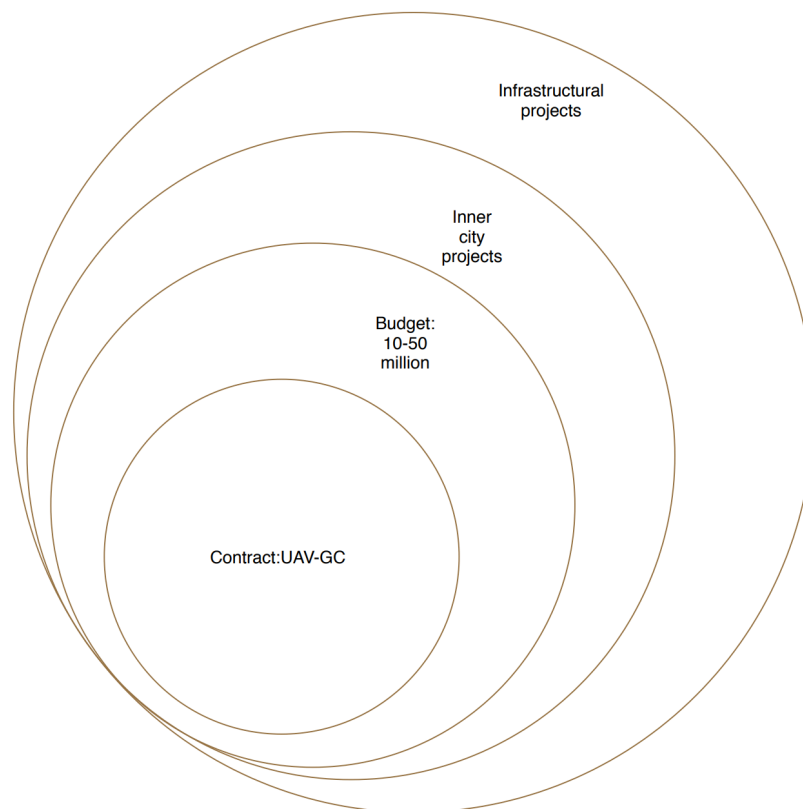 Infrastructural
projects
Inner
city
projects
Budget:
10-50
million
Contract:UAV-GC